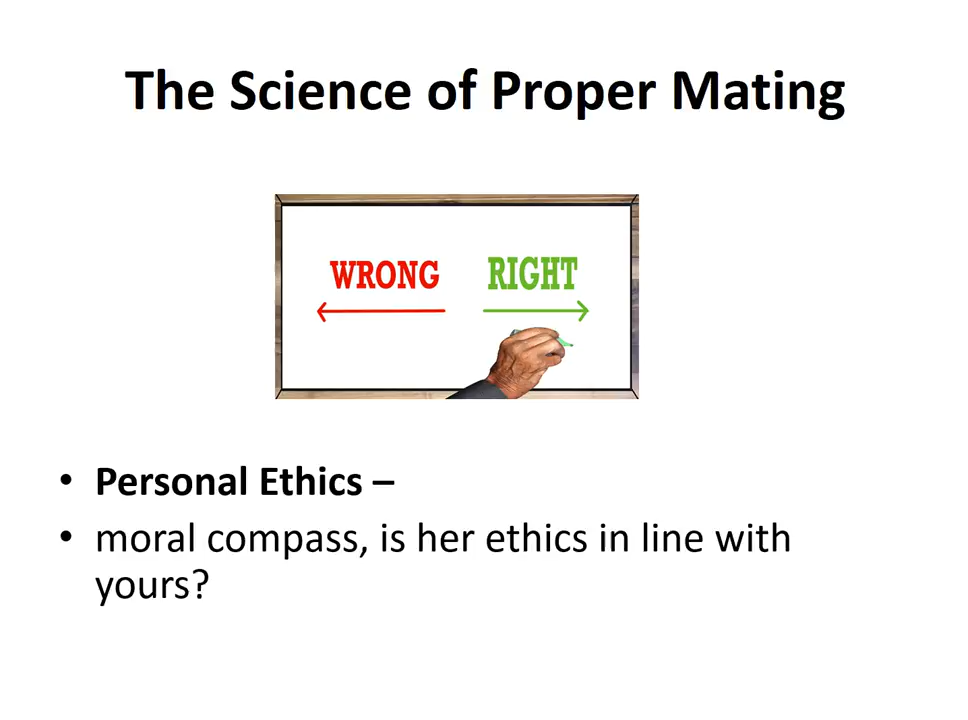 The Science of Proper Mating
WRONG RIGHT
• Personal Ethics –
• moral compass, is her ethics in line with
yours?